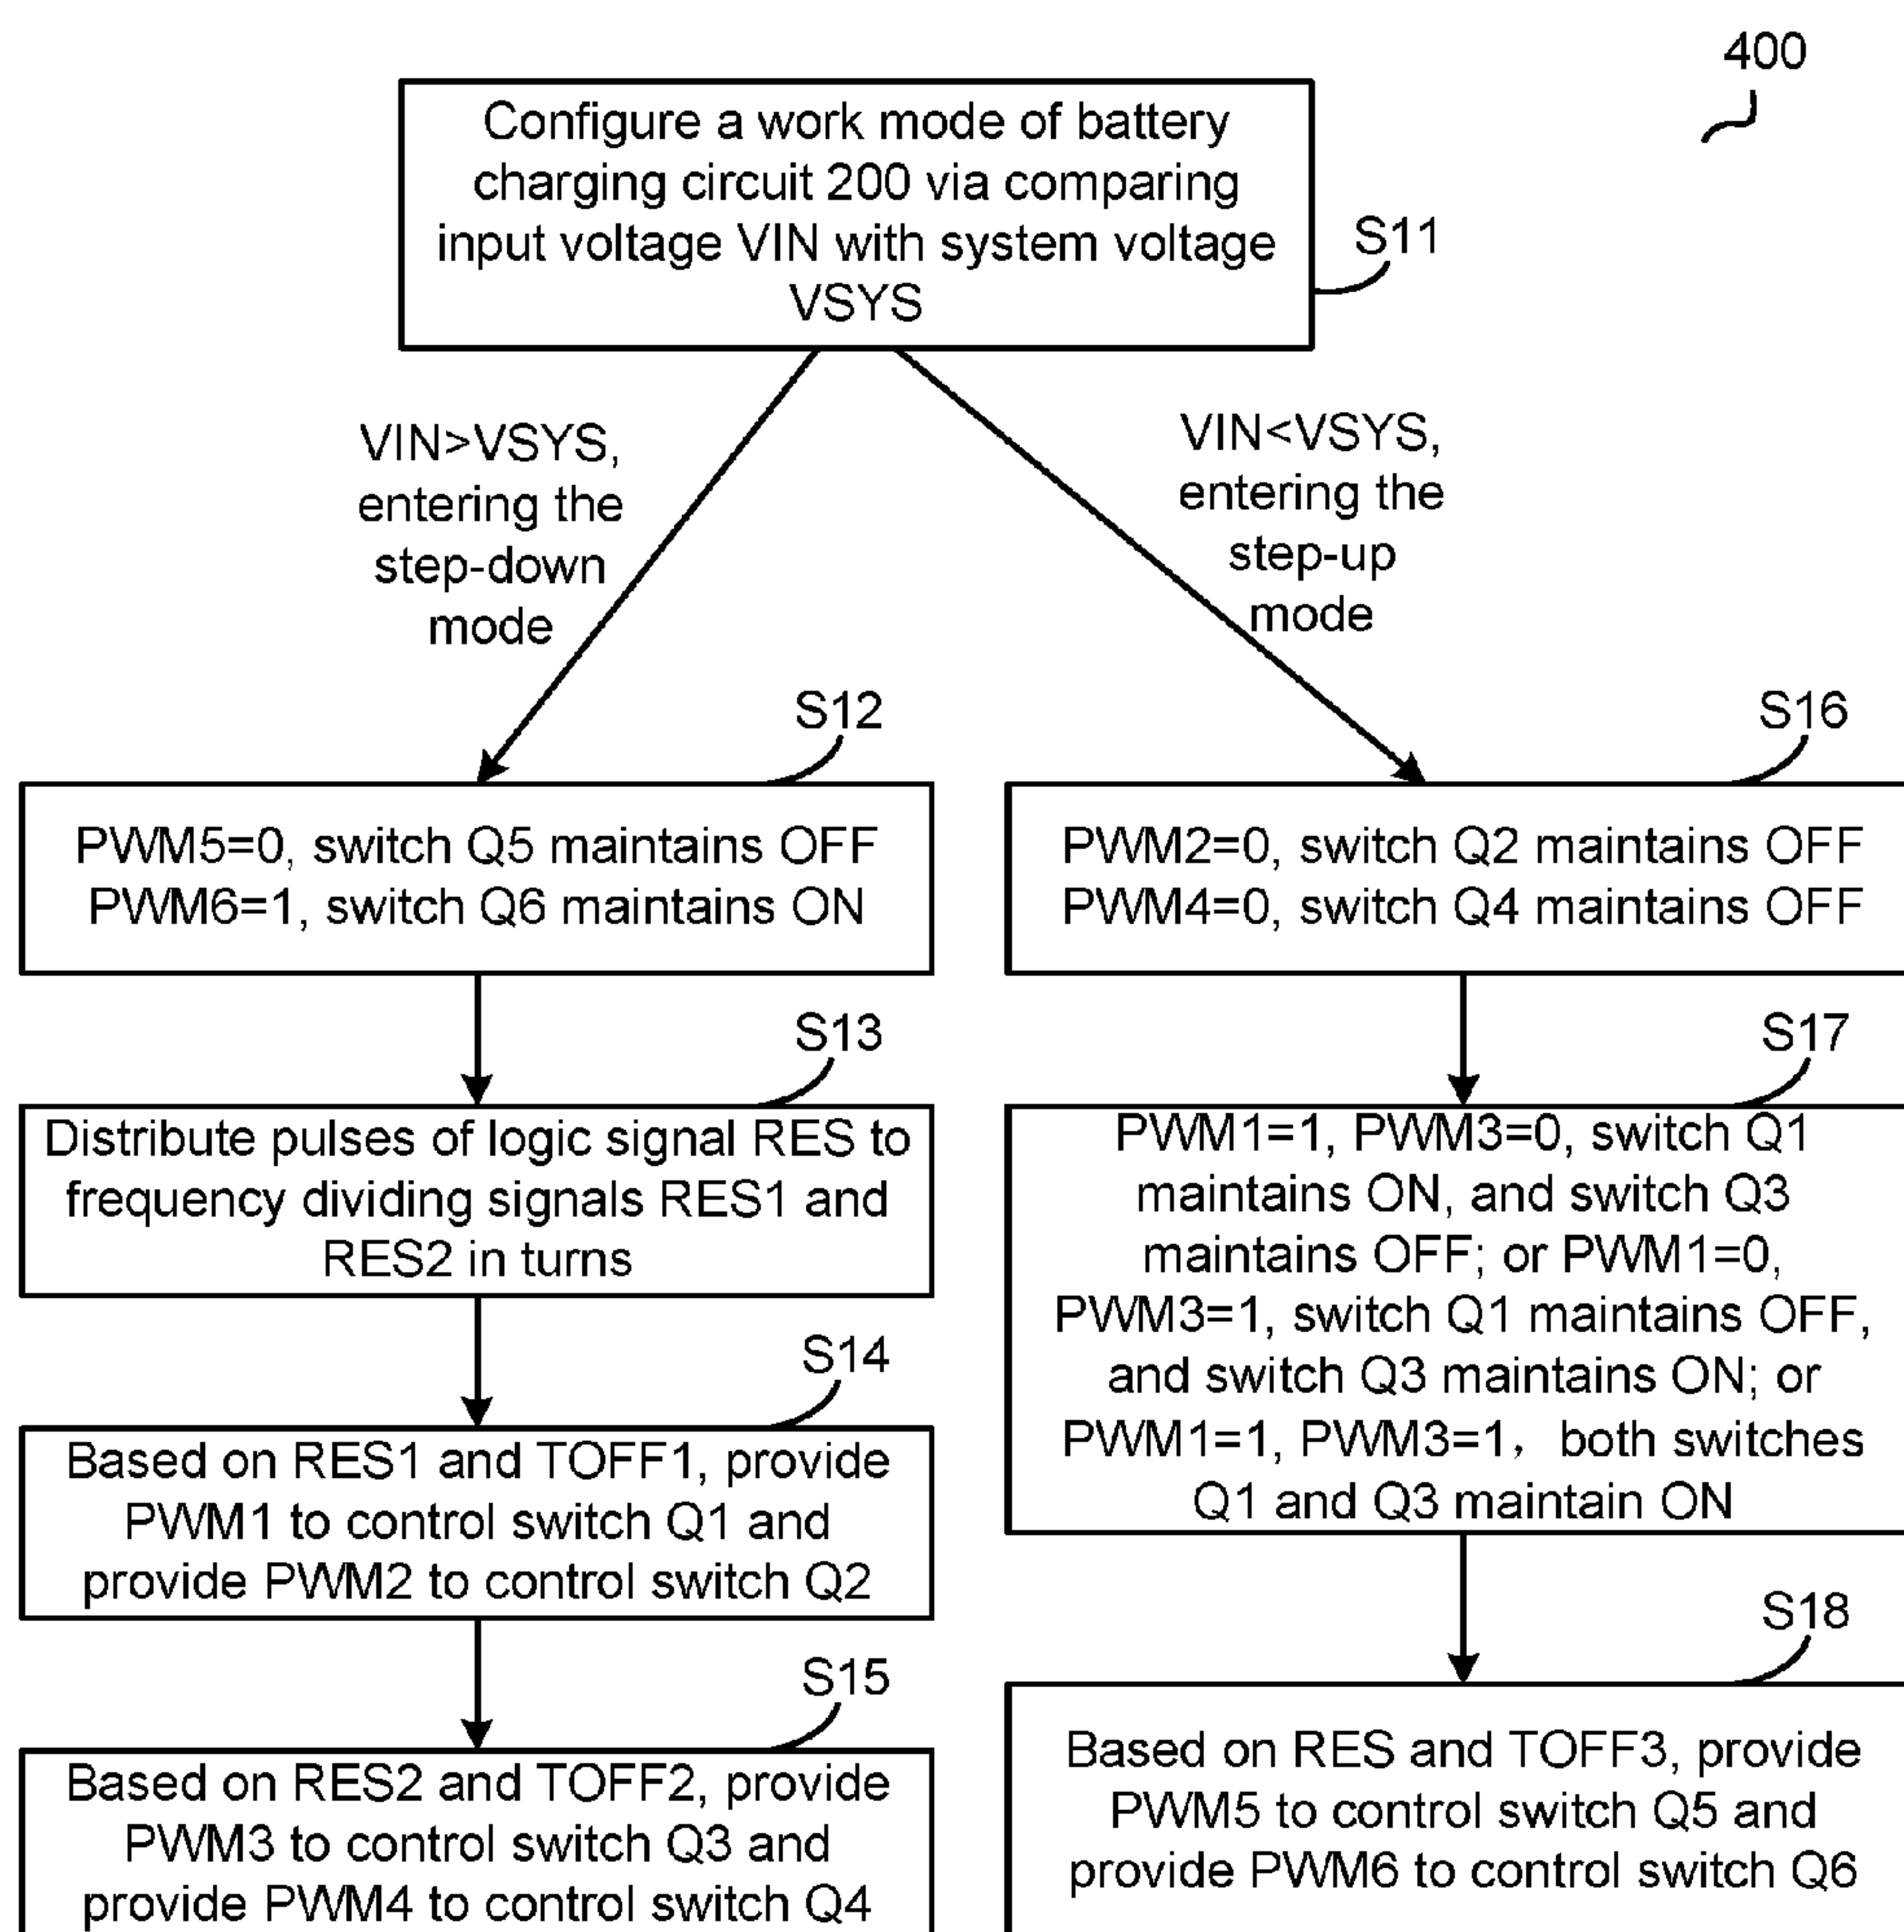 400
Configure a work mode of battery
charging circuit 200 via comparing
input voltage VIN with system voltage
VSYS
S11
VIN>VSYS,
entering the
step-down
mode
VIN<VSYS,
entering the
step-up
mode
S12
PWM5=0, switch Q5 maintains OFF
PWM6=1, switch Q6 maintains ON
S13
Distribute pulses of logic signal RES to
frequency dividing signals RES1 and
RES2 in turns
S14
Based on RES1 and TOFF1, provide
PWM1 to control switch Q1 and
provide PWM2 to control switch Q2
S15
Based on RES2 and TOFF2, provide
PWM3 to control switch Q3 and
provide PWM4 to control switch Q4
S16
PWM2=0, switch Q2 maintains OFF
PWM4=0, switch Q4 maintains OFF
S17
PWM1=1, PWM3=0, switch Q1
maintains ON, and switch Q3
maintains OFF; or PWM1=0,
PWM3=1, switch Q1 maintains OFF,
and switch Q3 maintains ON; or
PWM1=1, PWM3=1， both switches
Q1 and Q3 maintain ON
S18
Based on RES and TOFF3, provide
PWM5 to control switch Q5 and
provide PWM6 to control switch Q6